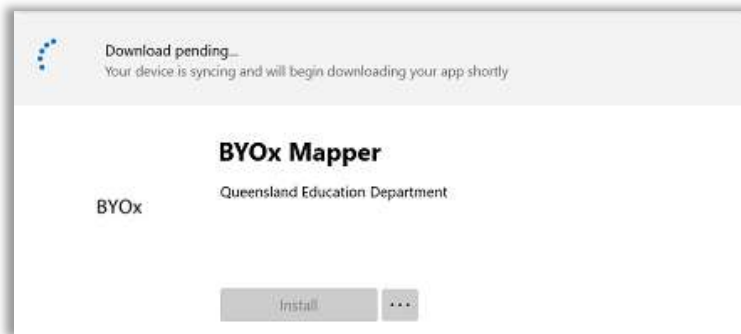 Download pending...
Your device is syncing and will begin downloading your app shortly
BYOx Mapper
Queensland Education Department
BYOx
Install
...